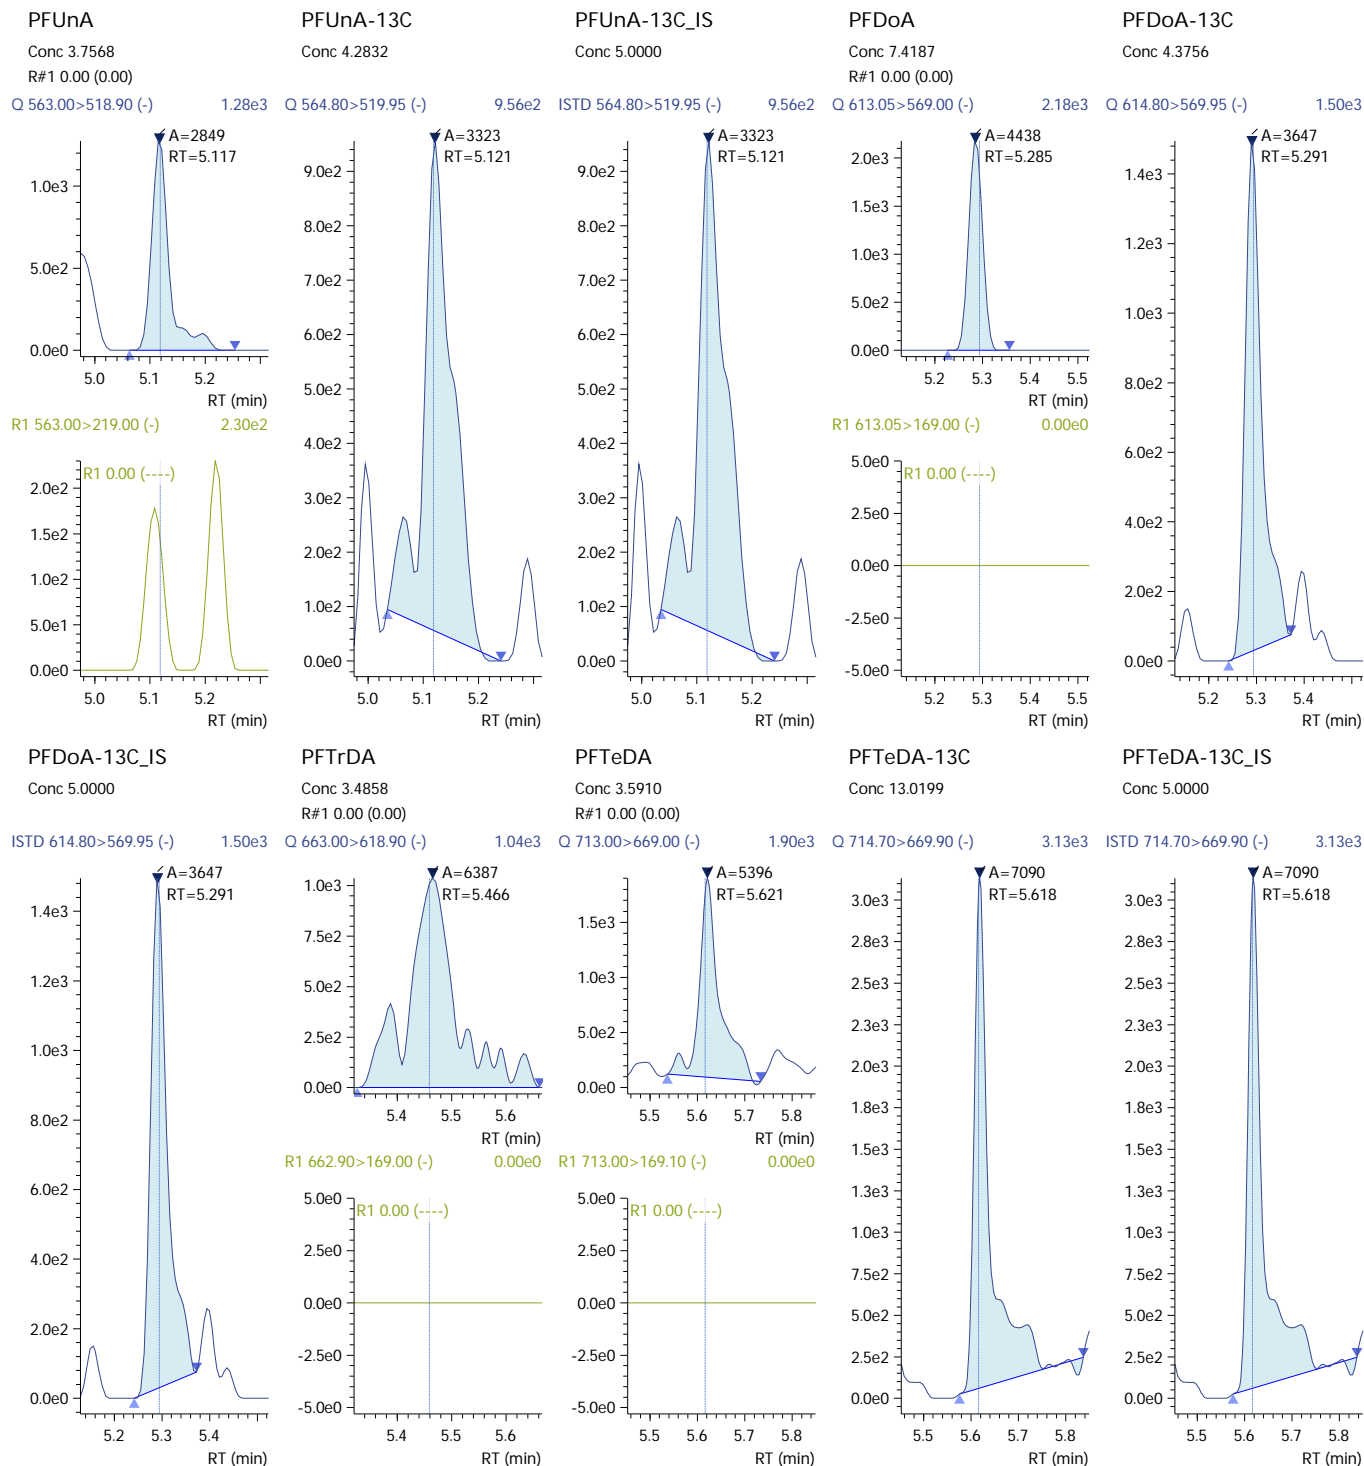 PFUnA
Conc 3.7568
R#1 0.00 (0.00)
Q 563.00>518.90 (-) 1.28e3
A=2849
RT=5.117
1.0e3
5.0e2
0.0e0
5.0 5.1 5.2
RT (min)
R1 563.00>219.00 (-) 2.30e2
R1 0.00 (----)
2.0e2
1.5e2
1.0e2
5.0e1
0.0e0
5.0 5.1 5.2
RT (min)
PFUnA-13C
Conc 4.2832
Q 564.80>519.95 (-) 9.56e2
A=3323
RT=5.121
9.0e2
8.0e2
7.0e2
6.0e2
5.0e2
4.0e2
3.0e2
2.0e2
1.0e2
0.0e0
5.0 5.1 5.2
RT (min)
PFUnA-13C_IS
Conc 5.0000
ISTD 564.80>519.95 (-) 9.56e2
A=3323
RT=5.121
9.0e2
8.0e2
7.0e2
6.0e2
5.0e2
4.0e2
3.0e2
2.0e2
1.0e2
0.0e0
5.0 5.1 5.2
RT (min)
PFDoA
Conc 7.4187
R#1 0.00 (0.00)
Q 613.05>569.00 (-) 2.18e3
A=4438
RT=5.285
2.0e3
1.5e3
1.0e3
5.0e2
0.0e0
5.2 5.3 5.4 5.5
RT (min)
R1 613.05>169.00 (-) 0.00e0
R1 0.00 (----)
5.0e0
2.5e0
0.0e0
-2.5e0
-5.0e0
5.2 5.3 5.4 5.5
RT (min)
PFDoA-13C
Conc 4.3756
Q 614.80>569.95 (-) 1.50e3
A=3647
RT=5.291
1.4e3
1.2e3
1.0e3
8.0e2
6.0e2
4.0e2
2.0e2
0.0e0
5.2 5.3 5.4
RT (min)
PFDoA-13C_IS
Conc 5.0000
ISTD 614.80>569.95 (-) 1.50e3
A=3647
RT=5.291
1.4e3
1.2e3
1.0e3
8.0e2
6.0e2
4.0e2
2.0e2
0.0e0
5.2 5.3 5.4
RT (min)
PFTrDA
Conc 3.4858
R#1 0.00 (0.00)
Q 663.00>618.90 (-) 1.04e3
A=6387
RT=5.466
1.0e3
7.5e2
5.0e2
2.5e2
0.0e0
5.4 5.5 5.6
RT (min)
R1 662.90>169.00 (-) 0.00e0
R1 0.00 (----)
5.0e0
2.5e0
0.0e0
-2.5e0
-5.0e0
5.4 5.5 5.6
RT (min)
PFTeDA
Conc 3.5910
R#1 0.00 (0.00)
Q 713.00>669.00 (-) 1.90e3
A=5396
RT=5.621
1.5e3
1.0e3
5.0e2
0.0e0
5.5 5.6 5.7 5.8
RT (min)
R1 713.00>169.10 (-) 0.00e0
R1 0.00 (----)
5.0e0
2.5e0
0.0e0
-2.5e0
-5.0e0
5.5 5.6 5.7 5.8
RT (min)
PFTeDA-13C
Conc 13.0199
Q 714.70>669.90 (-) 3.13e3
A=7090
RT=5.618
3.0e3
2.8e3
2.5e3
2.3e3
2.0e3
1.8e3
1.5e3
1.3e3
1.0e3
7.5e2
5.0e2
2.5e2
0.0e0
5.5 5.6 5.7 5.8
RT (min)
PFTeDA-13C_IS
Conc 5.0000
ISTD 714.70>669.90 (-) 3.13e3
A=7090
RT=5.618
3.0e3
2.8e3
2.5e3
2.3e3
2.0e3
1.8e3
1.5e3
1.3e3
1.0e3
7.5e2
5.0e2
2.5e2
0.0e0
5.5 5.6 5.7 5.8
RT (min)